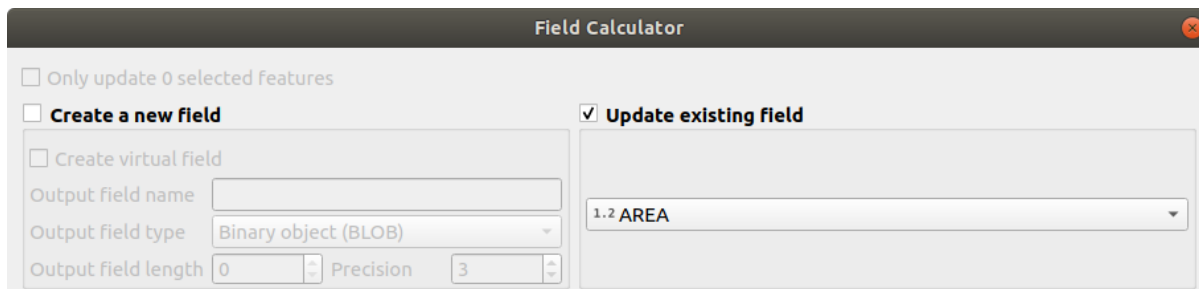 Field Calculator
Only update 0 selected features
Create a new field
Update existing field
Create virtual field
Output field name
1.2 AREA
Output field type Binary object (BLOB)
Output field length 0 Precision 3